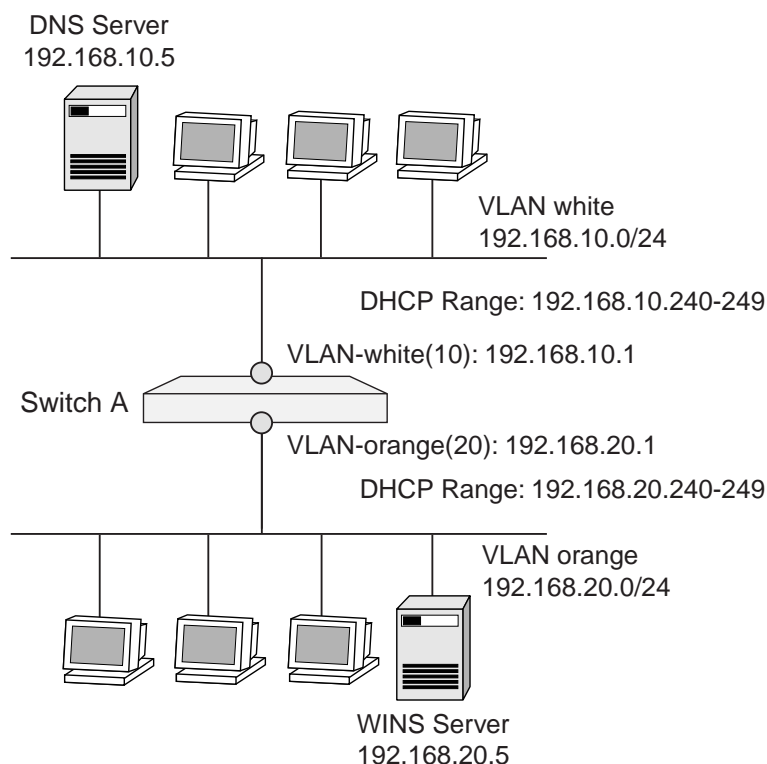 DNS Server
192.168.10.5
VLAN white
192.168.10.0/24
DHCP Range: 192.168.10.240-249
VLAN-white(10): 192.168.10.1
Switch A
VLAN-orange(20): 192.168.20.1
DHCP Range: 192.168.20.240-249
VLAN orange
192.168.20.0/24
WINS Server
192.168.20.5